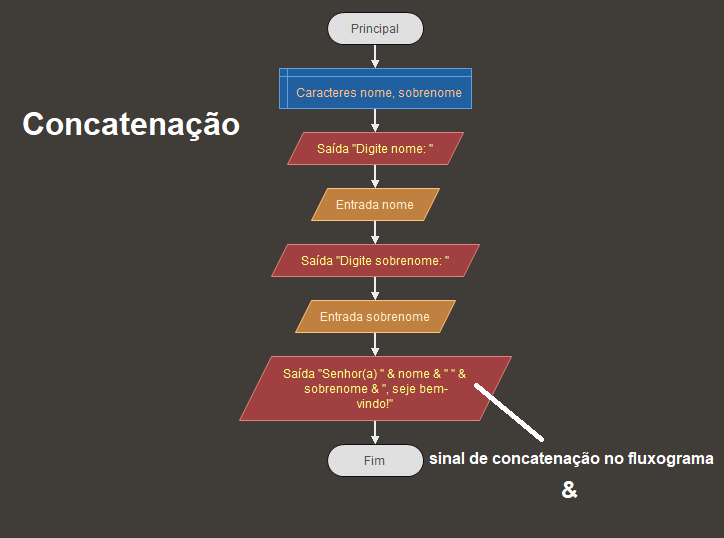 Principal
Caracteres nome, sobrenome
Concatenação
Saída "Digite nome: "
Entrada nome
Saída "Digite sobrenome: "
Entrada sobrenome
Saída "Senhor(a) " & nome & " " &
sobrenome & ", seje bem-
vindo!"
Fim
sinal de concatenação no fluxograma
&